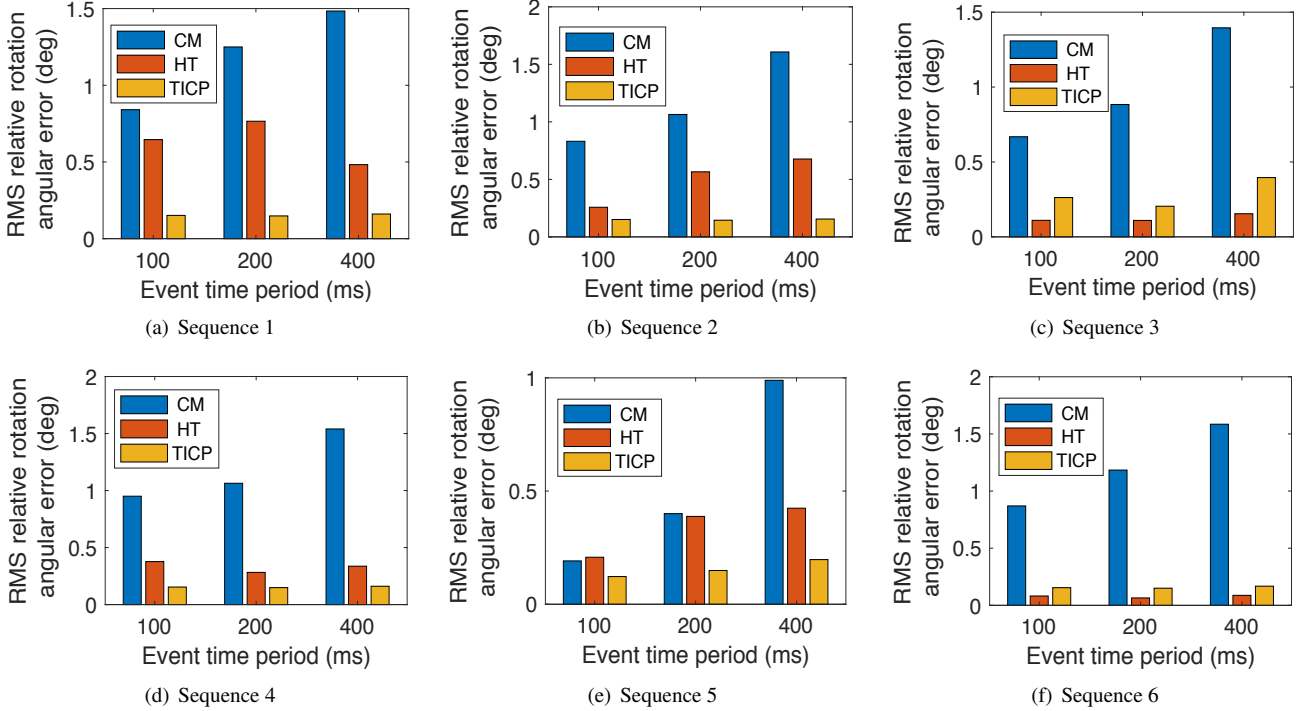 RMS relative rotation
angular error (deg)
1.5
1
0.5
0
CM
HT
TICP
100 200 400
Event time period (ms)
(a) Sequence 1
RMS relative rotation
angular error (deg)
2
1.5
1
0.5
0
CM
HT
TICP
100 200 400
Event time period (ms)
(b) Sequence 2
RMS relative rotation
angular error (deg)
1.5
1
0.5
0
CM
HT
TICP
100 200 400
Event time period (ms)
(c) Sequence 3
RMS relative rotation
angular error (deg)
2
1.5
1
0.5
0
CM
HT
TICP
100 200 400
Event time period (ms)
(d) Sequence 4
RMS relative rotation
angular error (deg)
1
0.5
0
CM
HT
TICP
100 200 400
Event time period (ms)
(e) Sequence 5
RMS relative rotation
angular error (deg)
2
1.5
1
0.5
0
CM
HT
TICP
100 200 400
Event time period (ms)
(f) Sequence 6